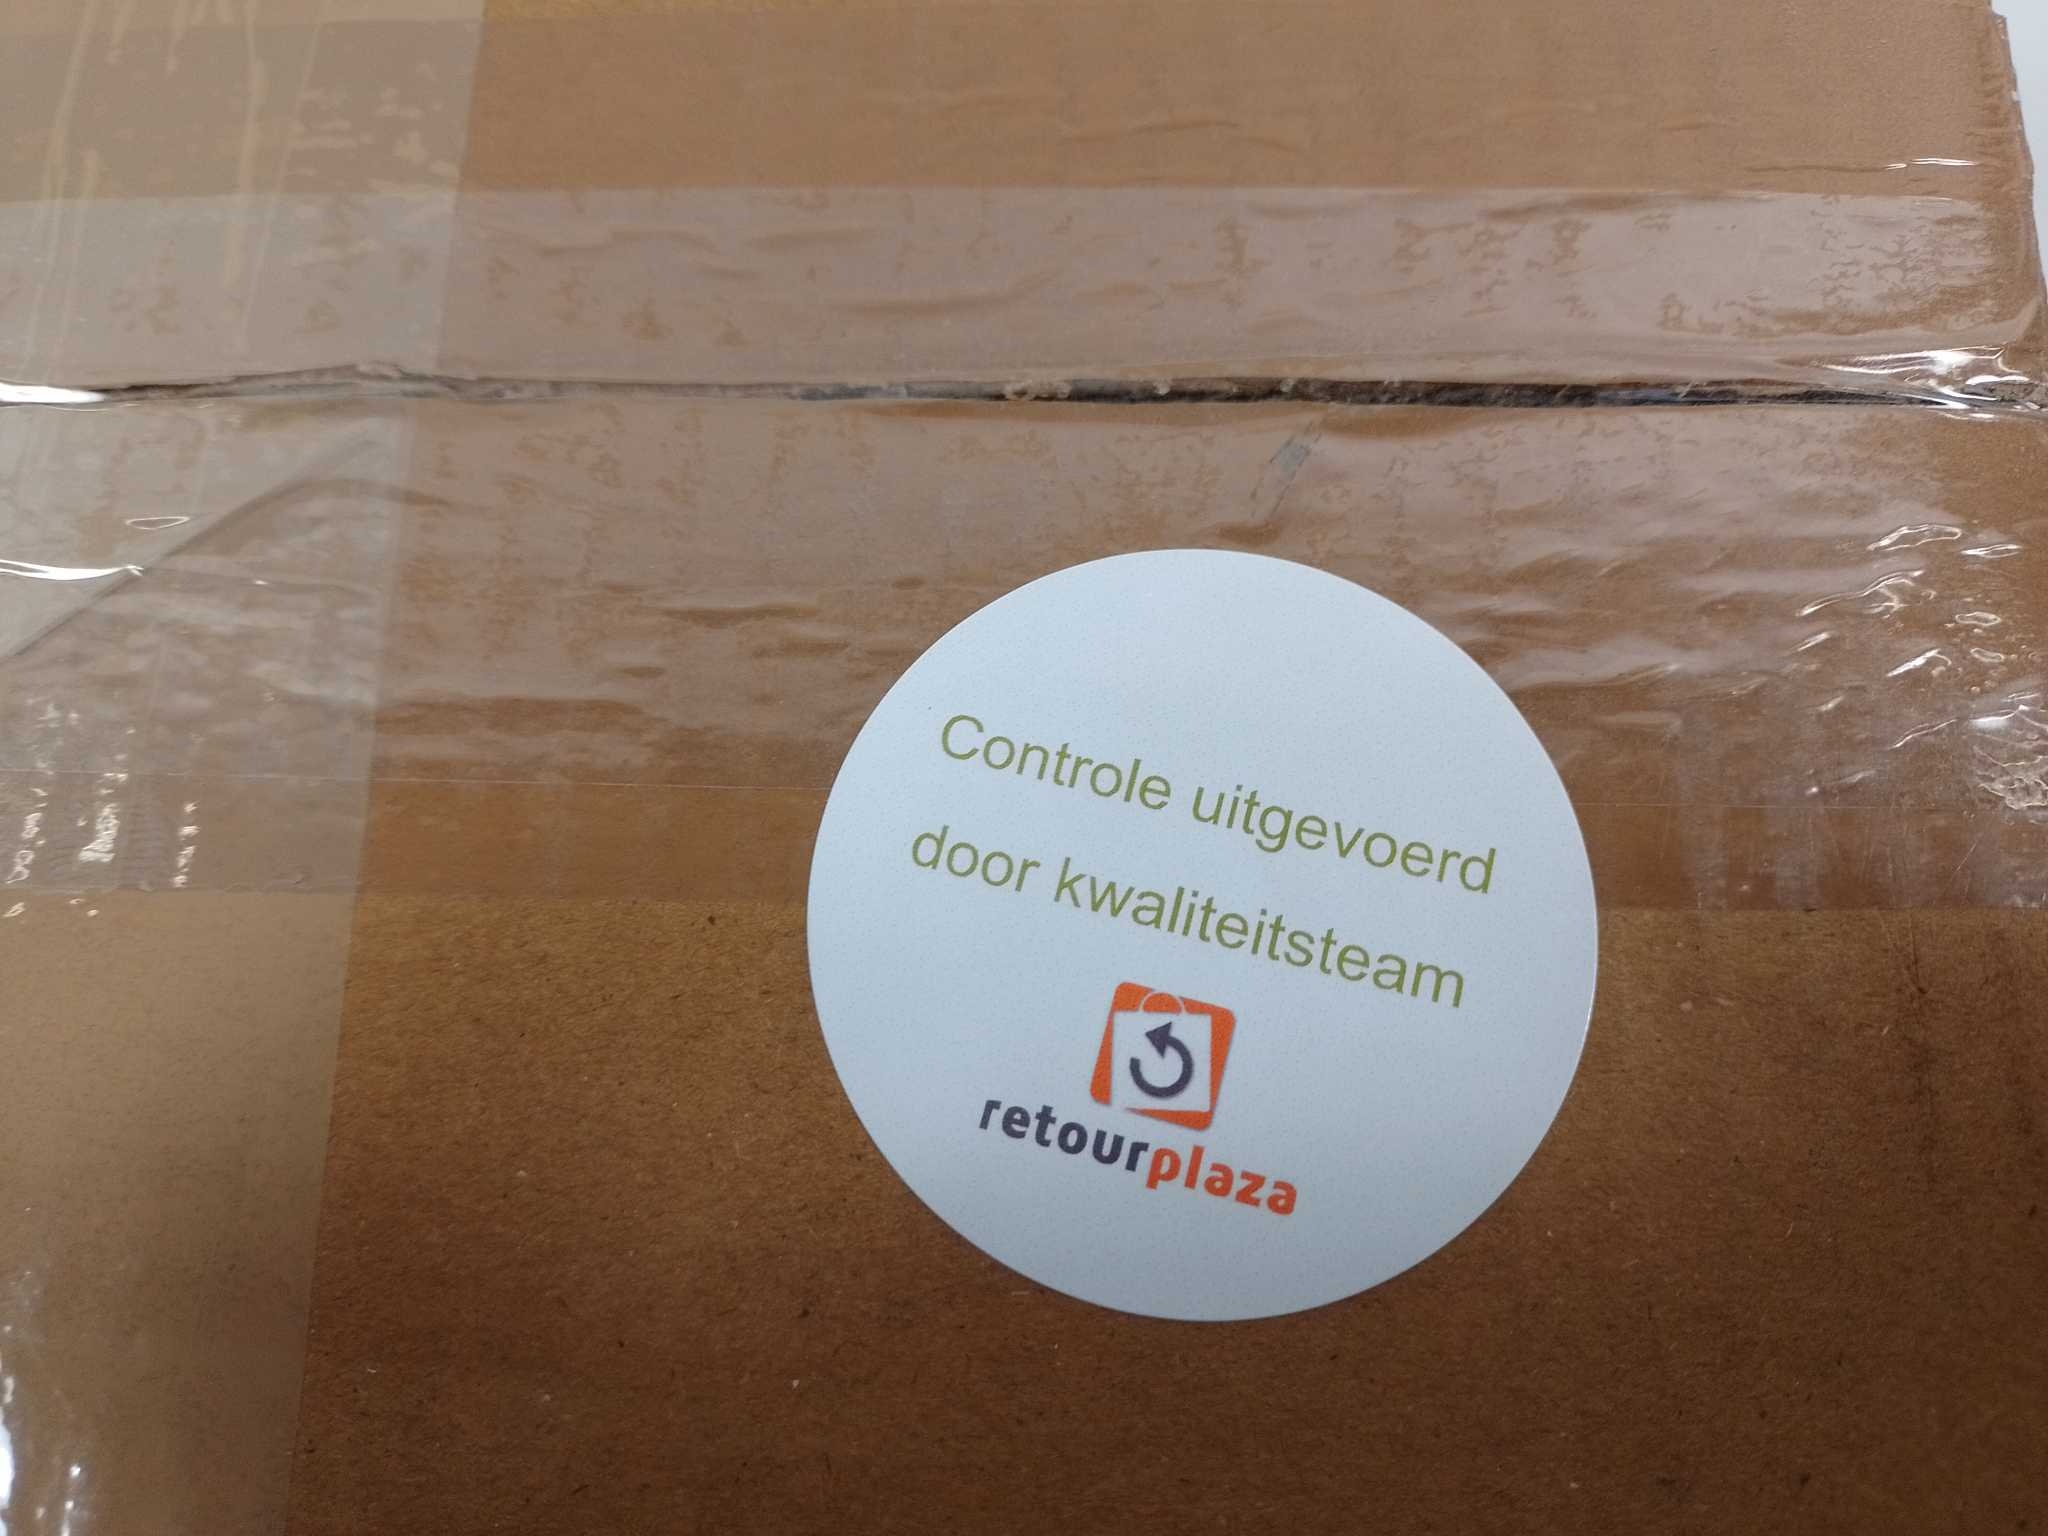 Controle uitgevoerd
door kwaliteitsteam
retourplaza